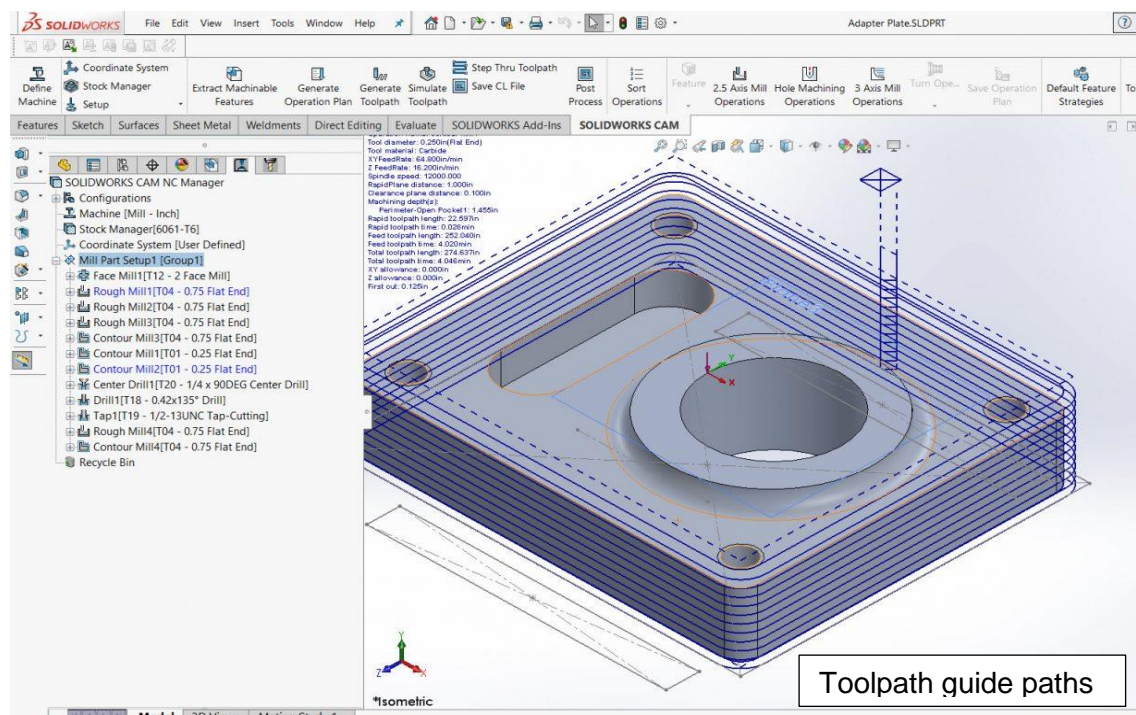 SOLIDWORKS File Edit View Insert Tools Window Help Adapter Plate.SLDPRT
Define Machine
Coordinate System
Stock Manager
Setup
Extract Machinable Features
Generate Operation Plan
Generate Toolpath
Simulate Toolpath
Step Thru Toolpath
Save CL File
Post Process
Sort Operations
Feature
2.5 Axis Mill Operations
Hole Machining Operations
3 Axis Mill Operations
Turn Ope...
Save Operation Plan
Default Feature Strategies
Features Sketch Surfaces Sheet Metal Weldments Direct Editing Evaluate SOLIDWORKS Add-Ins SOLIDWORKS CAM
SOLIDWORKS CAM NC Manager
Configurations
Machine [Mill - Inch]
Stock Manager[6061-T6]
Coordinate System [User Defined]
Mill Part Setup1 [Group1]
Face Mill1[T12 - 2 Face Mill]
Rough Mill1[T04 - 0.75 Flat End]
Rough Mill2[T04 - 0.75 Flat End]
Rough Mill3[T04 - 0.75 Flat End]
Contour Mill3[T04 - 0.75 Flat End]
Contour Mill1[T01 - 0.25 Flat End]
Contour Mill2[T01 - 0.25 Flat End]
Center Drill1[T20 - 1/4 x 90DEG Center Drill]
Drill1[T18 - 0.42x135° Drill]
Tap1[T19 - 1/2-13UNC Tap-Cutting]
Rough Mill4[T04 - 0.75 Flat End]
Contour Mill4[T04 - 0.75 Flat End]
Recycle Bin
Tool diameter: 0.250in(Flat End)
Tool material: Carbide
XYFeedRate: 64.800in/min
Z FeedRate: 16.200in/min
Spindle speed: 12000.000
RapidPlane distance: 1.000in
Clearance plane distance: 0.100in
Machining depth(s):
Perimeter-Open Pocket1: 1.455in
Rapid toolpath length: 22.597in
Rapid toolpath time: 0.026min
Feed toolpath length: 252.040in
Feed toolpath time: 4.020min
Total toolpath length: 274.637in
Total toolpath time: 4.046min
XY allowance: 0.000in
Z allowance: 0.000in
First cut: 0.125in
Y
X
Y
Z
X
*Isometric
Toolpath guide paths